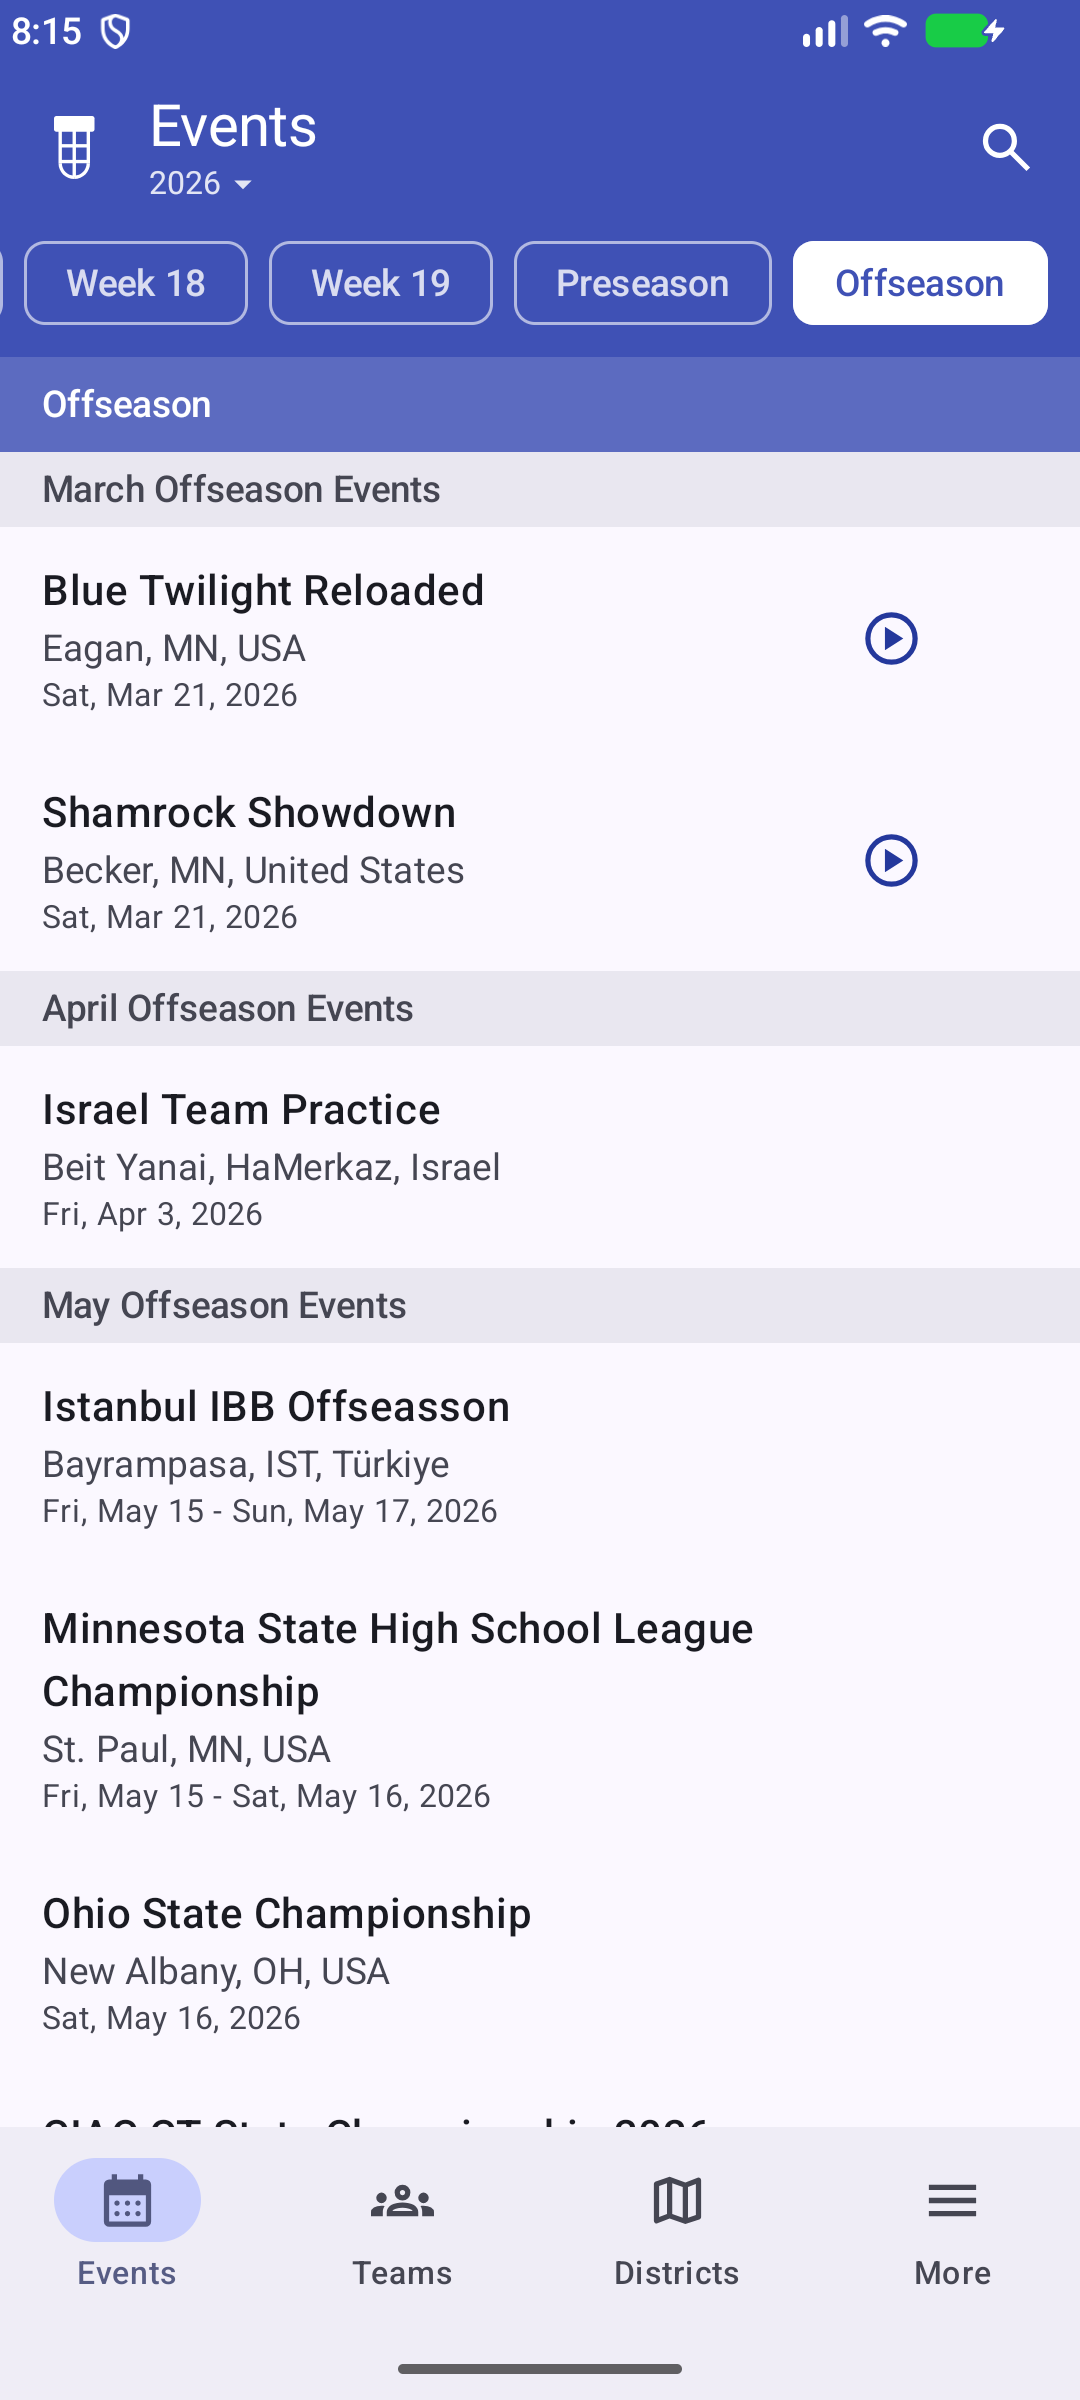 8:15
Events
2026
Week 18
Week 19
Preseason
Offseason
Offseason
March Offseason Events
Blue Twilight Reloaded
Eagan, MN, USA
Sat, Mar 21, 2026
Shamrock Showdown
Becker, MN, United States
Sat, Mar 21, 2026
April Offseason Events
Israel Team Practice
Beit Yanai, HaMerkaz, Israel
Fri, Apr 3, 2026
May Offseason Events
Istanbul IBB Offseasson
Bayrampasa, IST, Türkiye
Fri, May 15 - Sun, May 17, 2026
Minnesota State High School League
Championship
St. Paul, MN, USA
Fri, May 15 - Sat, May 16, 2026
Ohio State Championship
New Albany, OH, USA
Sat, May 16, 2026
Events
Teams
Districts
More